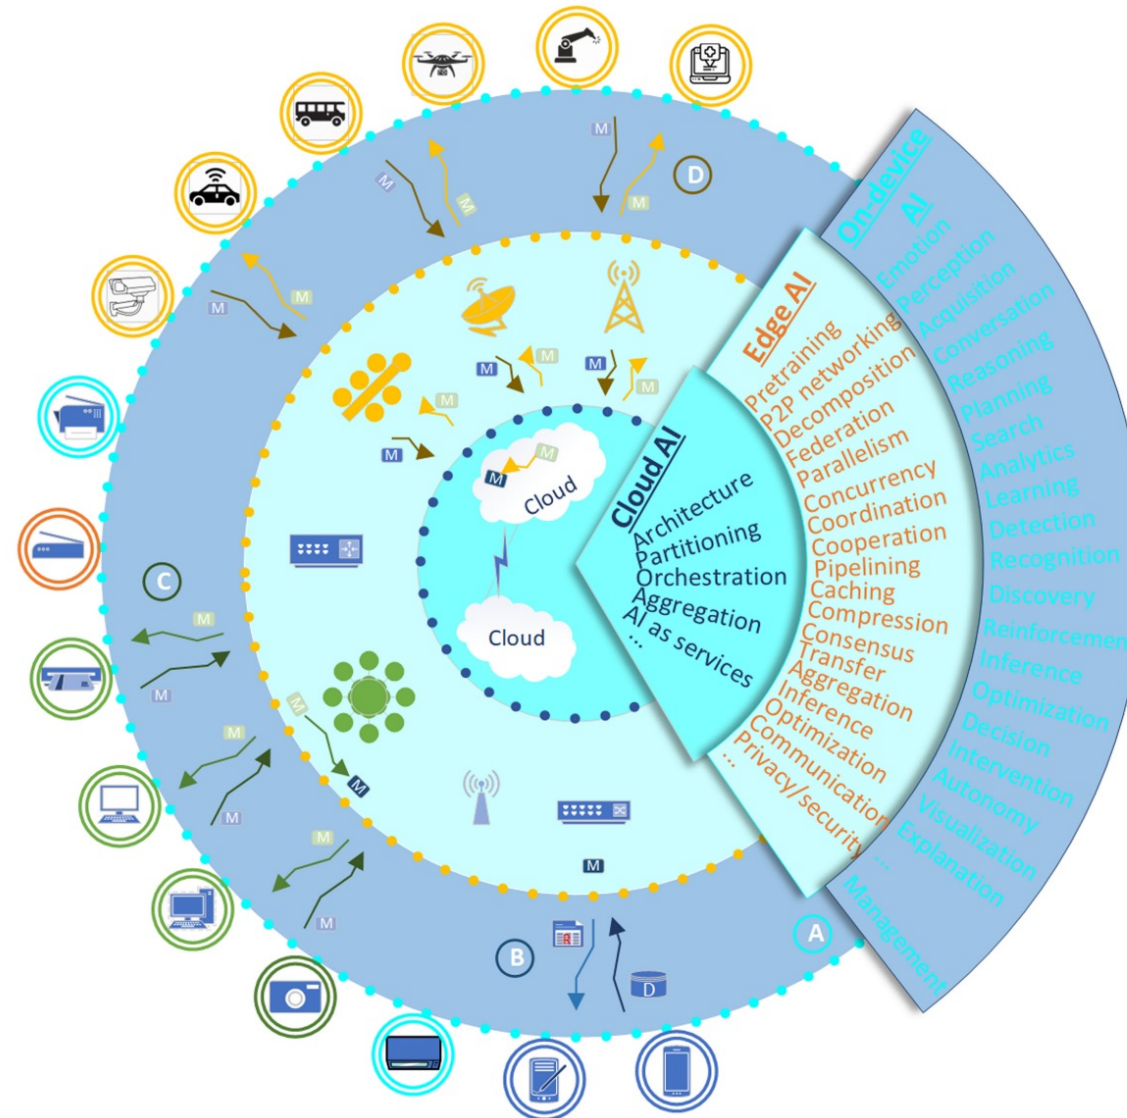 M
M
D
M
M
M
M
M
M
M
M
M
M
M
M
M
M
Cloud
Cloud
C
M
M
M
M
M
M
M
M
M
R
D
B
A
Cloud AI
Architecture
Partitioning
Orchestration
Aggregation
AI as services
...
Edge AI
Pretraining
P2P networking
Decomposition
Federation
Parallelism
Concurrency
Coordination
Cooperation
Pipelining
Caching
Compression
Consensus
Transfer
Aggregation
Inference
Optimization
Communication
Privacy/security
...
On-device
AI
Emotion
Perception
Acquisition
Conversation
Reasoning
Planning
Search
Analytics
Learning
Detection
Recognition
Discovery
Reinforcemen
Inference
Optimization
Decision
Intervention
Autonomy
Visualization
Explanation
...
Management